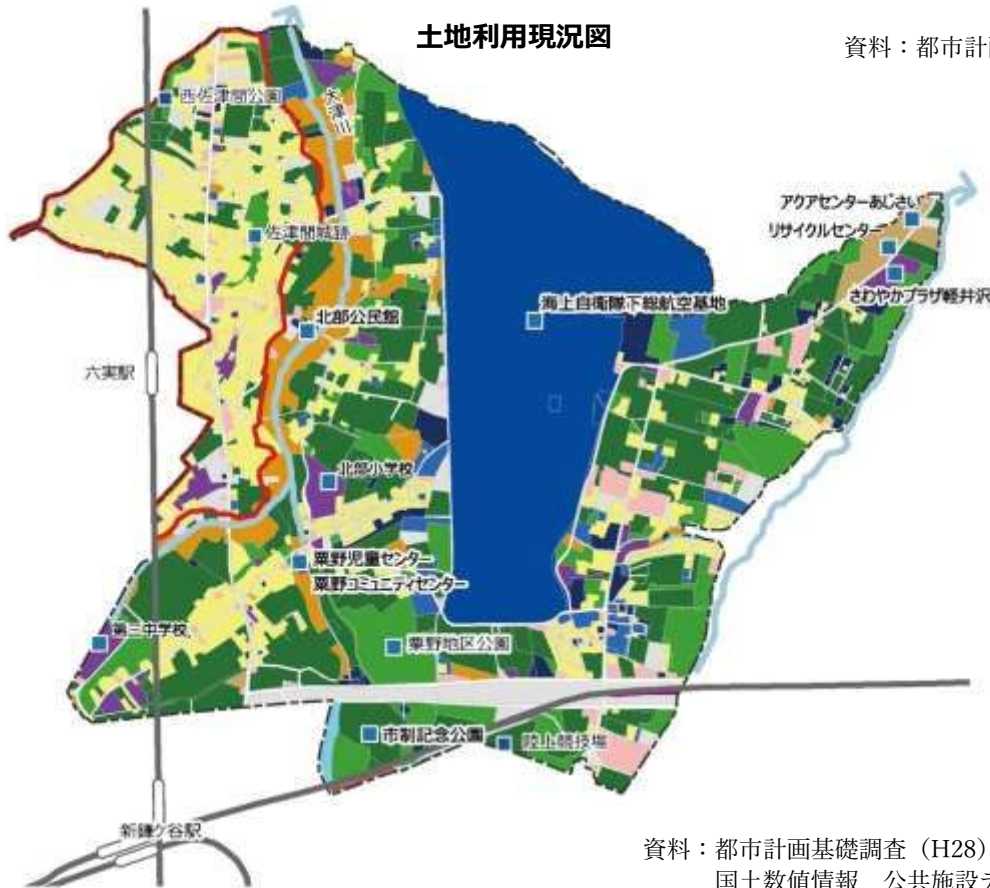 土地利用現況図
資料：都市計画
西佐津間公園
大津川
アクアセンターあじさい
リサイクルセンター
さわやかプラザ軽井沢
佐津間城跡
海上自衛隊下総航空基地
北部公民館
六実駅
北部小学校
粟野児童センター
粟野コミュニティセンター
第三中学校
粟野地区公園
市制記念公園
陸上競技場
新鎌ケ谷駅
資料：都市計画基礎調査（H28）
国土数値情報 公共施設